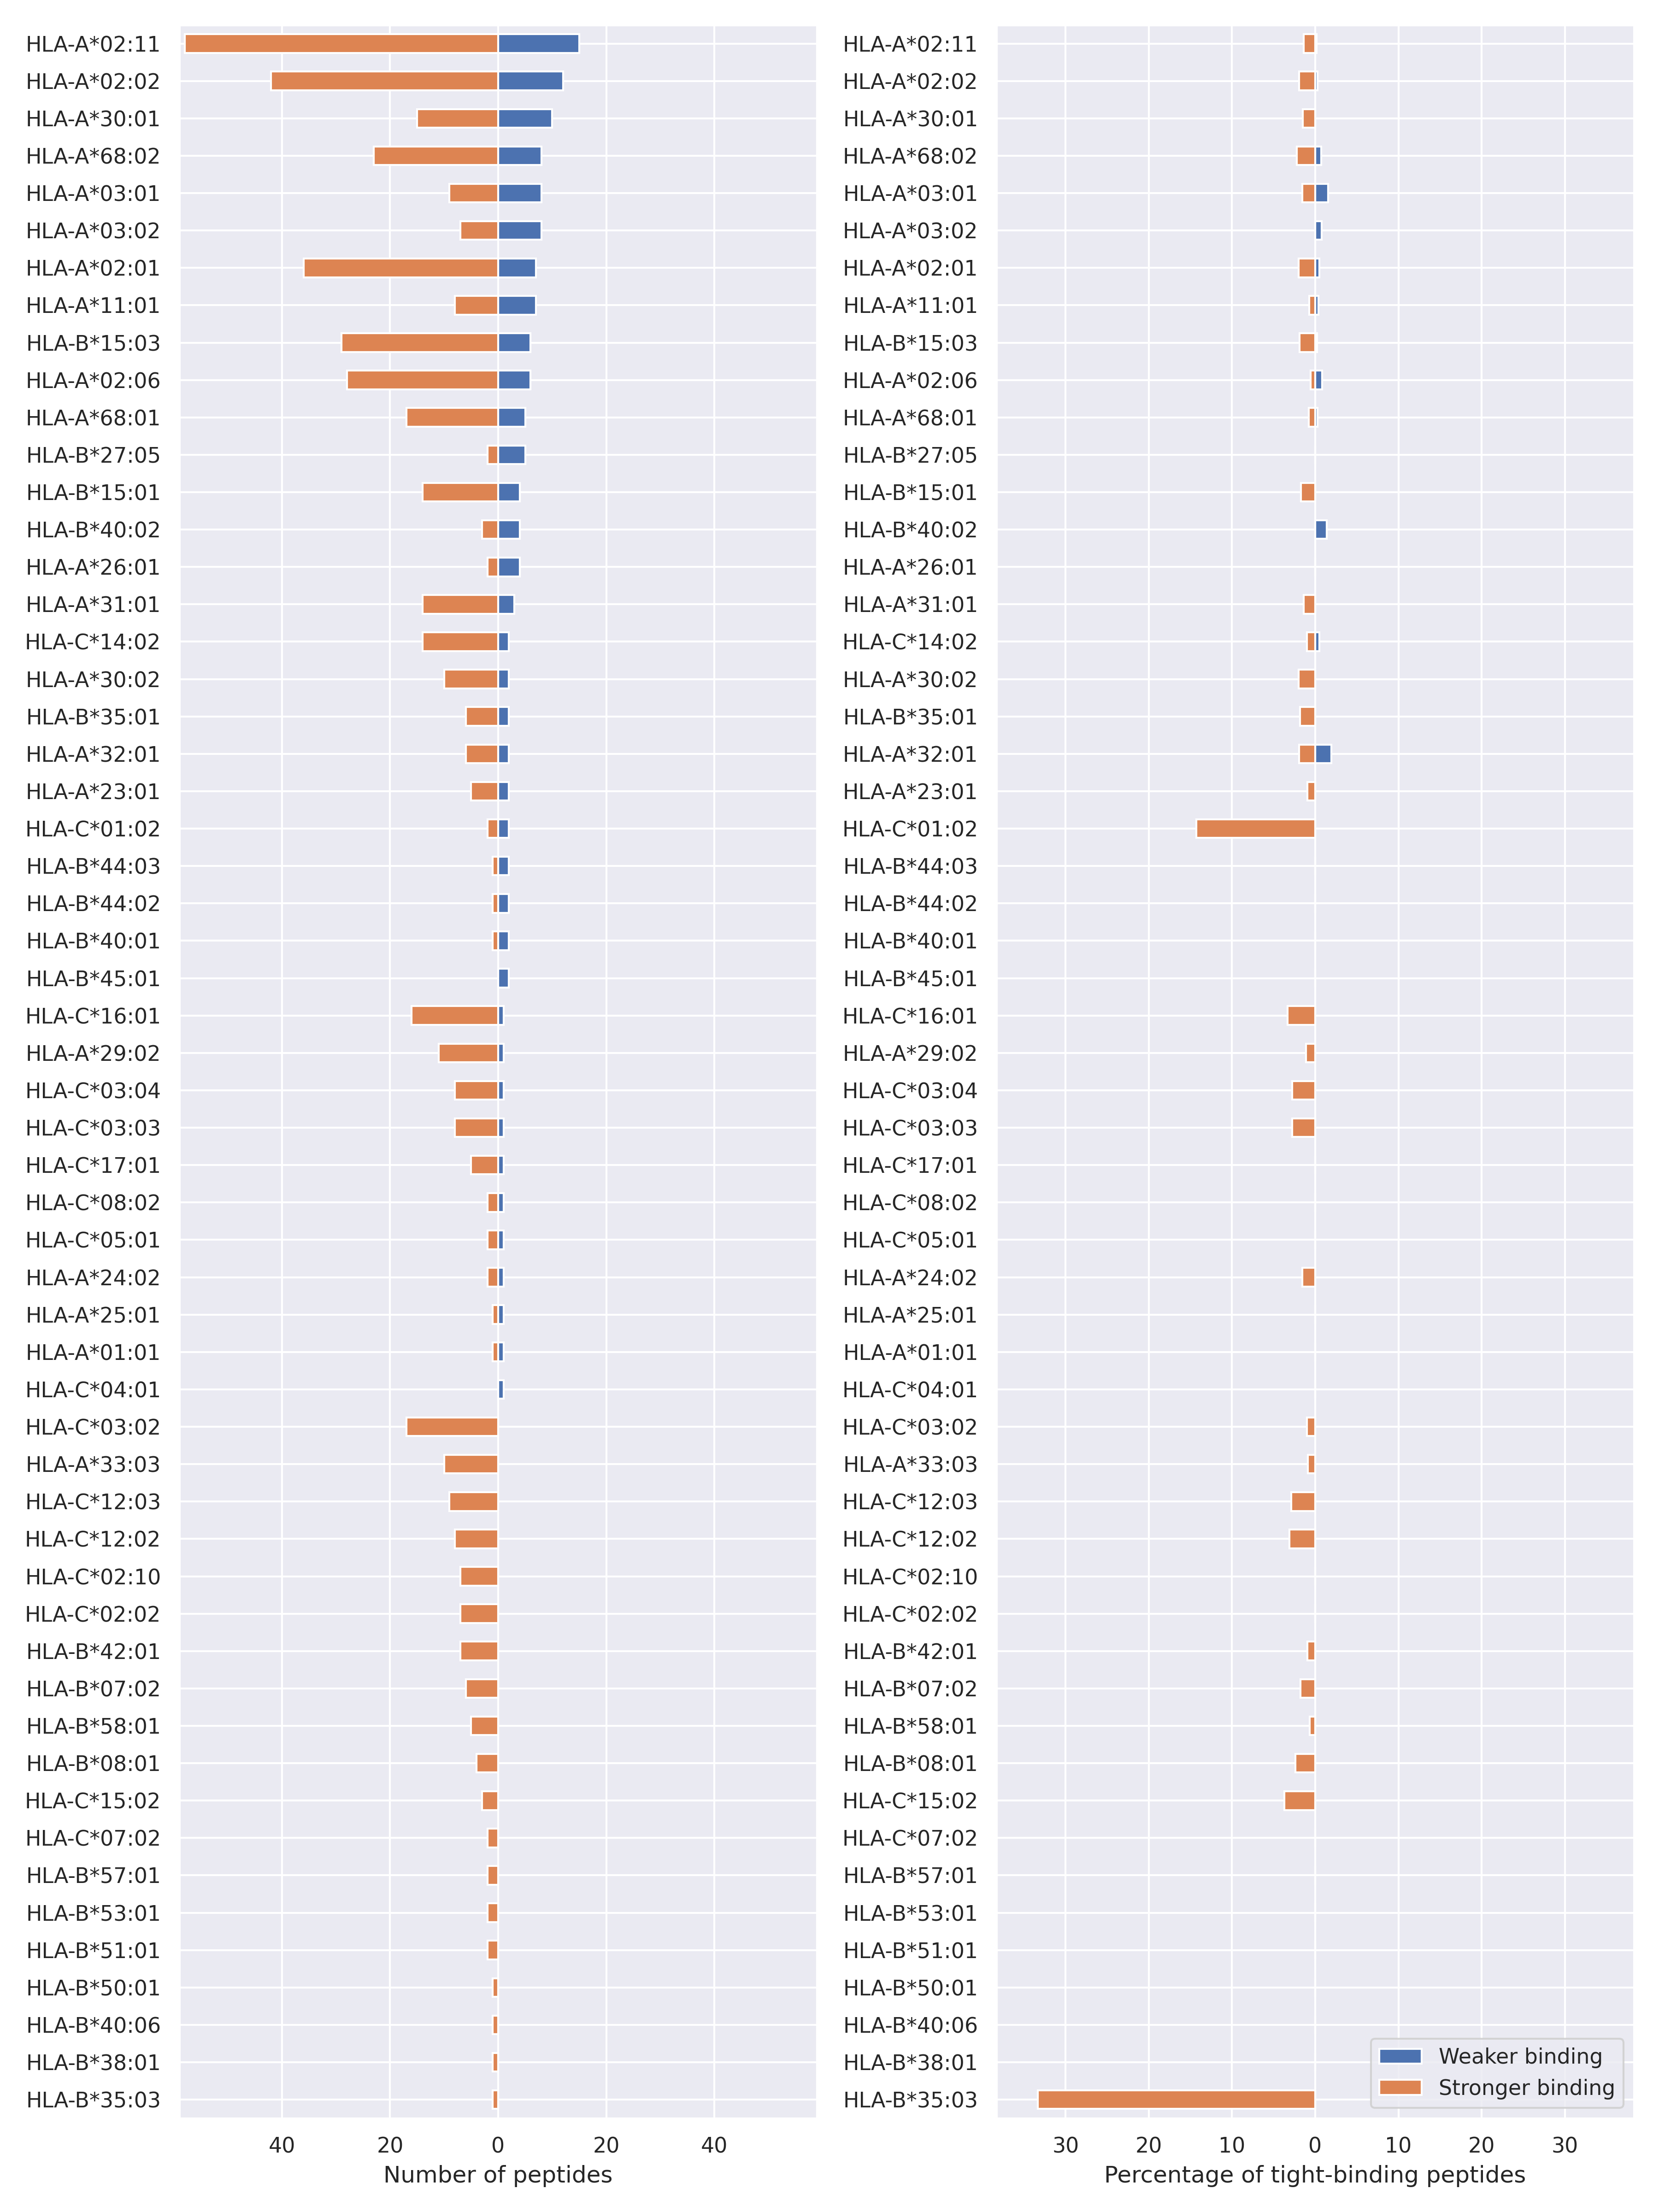 HLA-A*02:11
HLA-A*02:02
HLA-A*30:01
HLA-A*68:02
HLA-A*03:01
HLA-A*03:02
HLA-A*02:01
HLA-A*11:01
HLA-B*15:03
HLA-A*02:06
HLA-A*68:01
HLA-B*27:05
HLA-B*15:01
HLA-B*40:02
HLA-A*26:01
HLA-A*31:01
HLA-C*14:02
HLA-A*30:02
HLA-B*35:01
HLA-A*32:01
HLA-A*23:01
HLA-C*01:02
HLA-B*44:03
HLA-B*44:02
HLA-B*40:01
HLA-B*45:01
HLA-C*16:01
HLA-A*29:02
HLA-C*03:04
HLA-C*03:03
HLA-C*17:01
HLA-C*08:02
HLA-C*05:01
HLA-A*24:02
HLA-A*25:01
HLA-A*01:01
HLA-C*04:01
HLA-C*03:02
HLA-A*33:03
HLA-C*12:03
HLA-C*12:02
HLA-C*02:10
HLA-C*02:02
HLA-B*42:01
HLA-B*07:02
HLA-B*58:01
HLA-B*08:01
HLA-C*15:02
HLA-C*07:02
HLA-B*57:01
HLA-B*53:01
HLA-B*51:01
HLA-B*50:01
HLA-B*40:06
HLA-B*38:01
HLA-B*35:03
40 20 0 20 40
Number of peptides
HLA-A*02:11
HLA-A*02:02
HLA-A*30:01
HLA-A*68:02
HLA-A*03:01
HLA-A*03:02
HLA-A*02:01
HLA-A*11:01
HLA-B*15:03
HLA-A*02:06
HLA-A*68:01
HLA-B*27:05
HLA-B*15:01
HLA-B*40:02
HLA-A*26:01
HLA-A*31:01
HLA-C*14:02
HLA-A*30:02
HLA-B*35:01
HLA-A*32:01
HLA-A*23:01
HLA-C*01:02
HLA-B*44:03
HLA-B*44:02
HLA-B*40:01
HLA-B*45:01
HLA-C*16:01
HLA-A*29:02
HLA-C*03:04
HLA-C*03:03
HLA-C*17:01
HLA-C*08:02
HLA-C*05:01
HLA-A*24:02
HLA-A*25:01
HLA-A*01:01
HLA-C*04:01
HLA-C*03:02
HLA-A*33:03
HLA-C*12:03
HLA-C*12:02
HLA-C*02:10
HLA-C*02:02
HLA-B*42:01
HLA-B*07:02
HLA-B*58:01
HLA-B*08:01
HLA-C*15:02
HLA-C*07:02
HLA-B*57:01
HLA-B*53:01
HLA-B*51:01
HLA-B*50:01
HLA-B*40:06
HLA-B*38:01
HLA-B*35:03
30 20 10 0 10 20 30
Percentage of tight-binding peptides
Weaker binding
Stronger binding